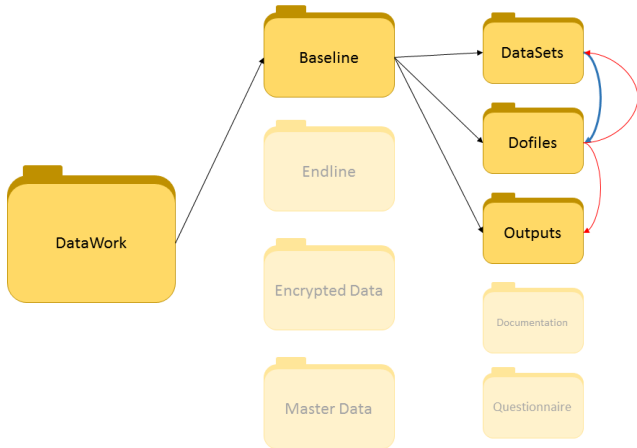 Baseline
DataSets
Dofiles
Endline
DataWork
Outputs
Encrypted Data
Documentation
Master Data
Questionnaire